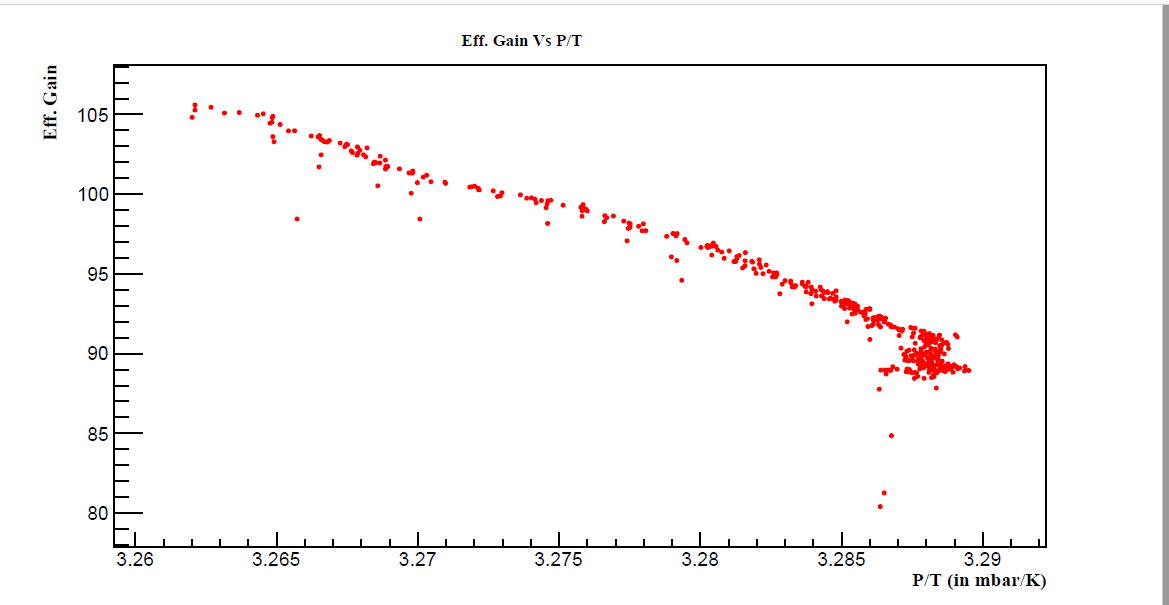 Eff. Gain Vs P/T
Eff. Gain
105
100
95
90
85
80
3.26 3.265 3.27 3.275 3.28 3.285 3.29
P/T (in mbar/K)